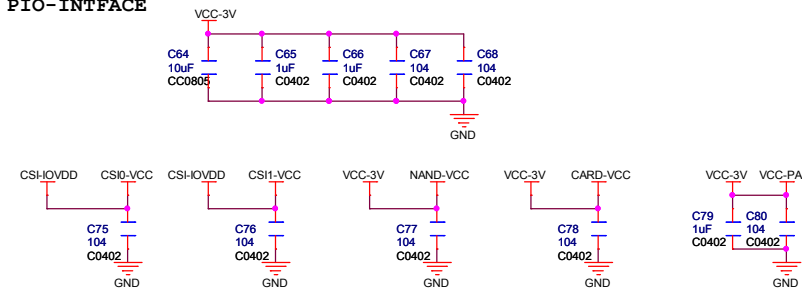 PIO-INTFACE
VCC-3V
C64 C65 C66 C67 C68
10uF 1uF 1uF 104 104
CC0805 C0402 C0402 C0402 C0402
GND
CSI-IOVDD CSI0-VCC CSI-IOVDD CSI1-VCC VCC-3V NAND-VCC VCC-3V CARD-VCC VCC-3V VCC-PA
C75 C76 C77 C78 C79 C80
104 104 104 104 1uF 104
C0402 C0402 C0402 C0402 C0402 C0402
GND GND GND GND GND